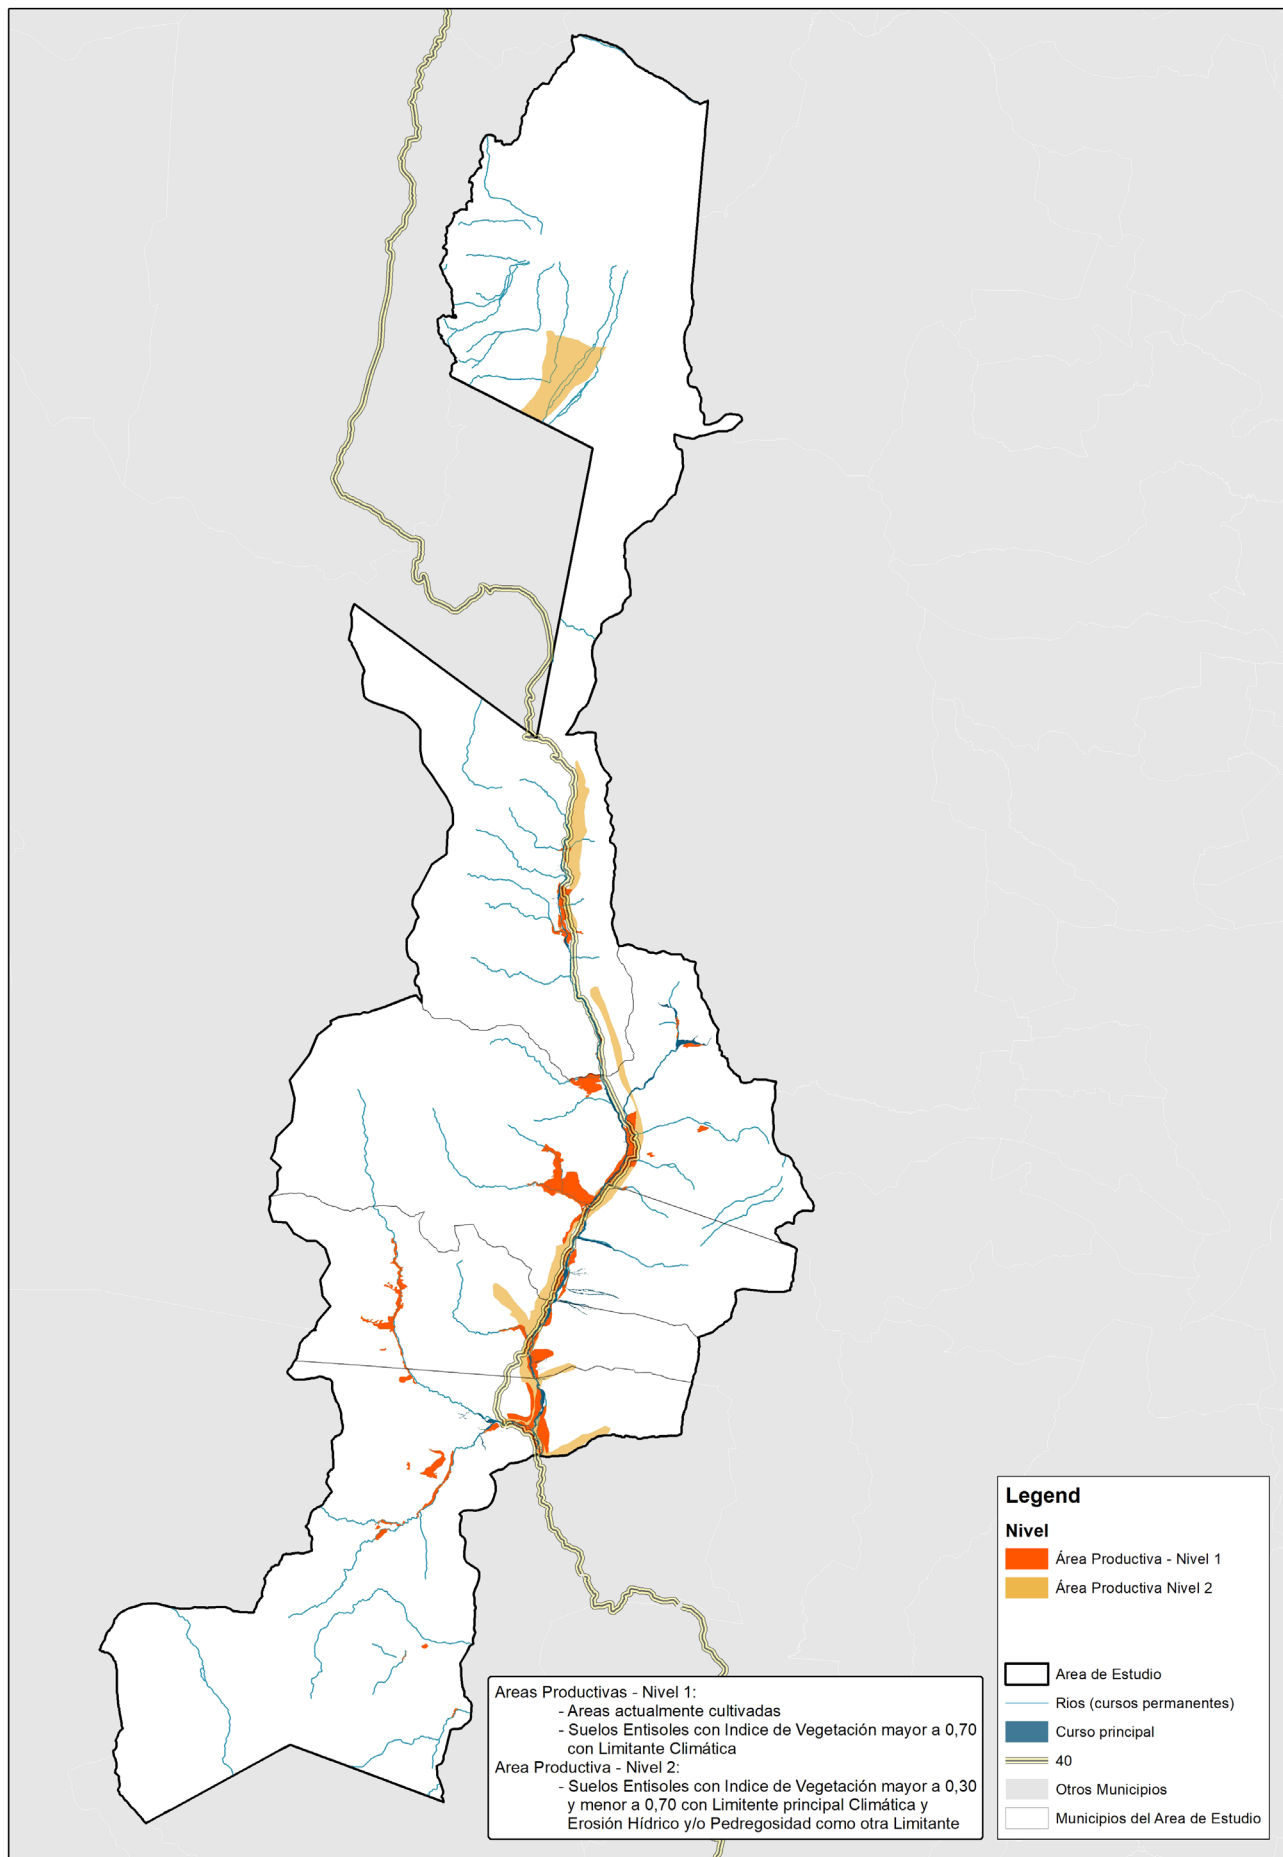 Legend
Nivel
Área Productiva - Nivel 1
Área Productiva Nivel 2
Area de Estudio
Rios (cursos permanentes)
Curso principal
40
Otros Municipios
Municipios del Area de Estudio
Areas Productivas - Nivel 1:
- Areas actualmente cultivadas
- Suelos Entisoles con Indice de Vegetación mayor a 0,70
con Limitante Climática
Area Productiva - Nivel 2:
- Suelos Entisoles con Indice de Vegetación mayor a 0,30
y menor a 0,70 con Limitente principal Climática y
Erosión Hídrico y/o Pedregosidad como otra Limitante